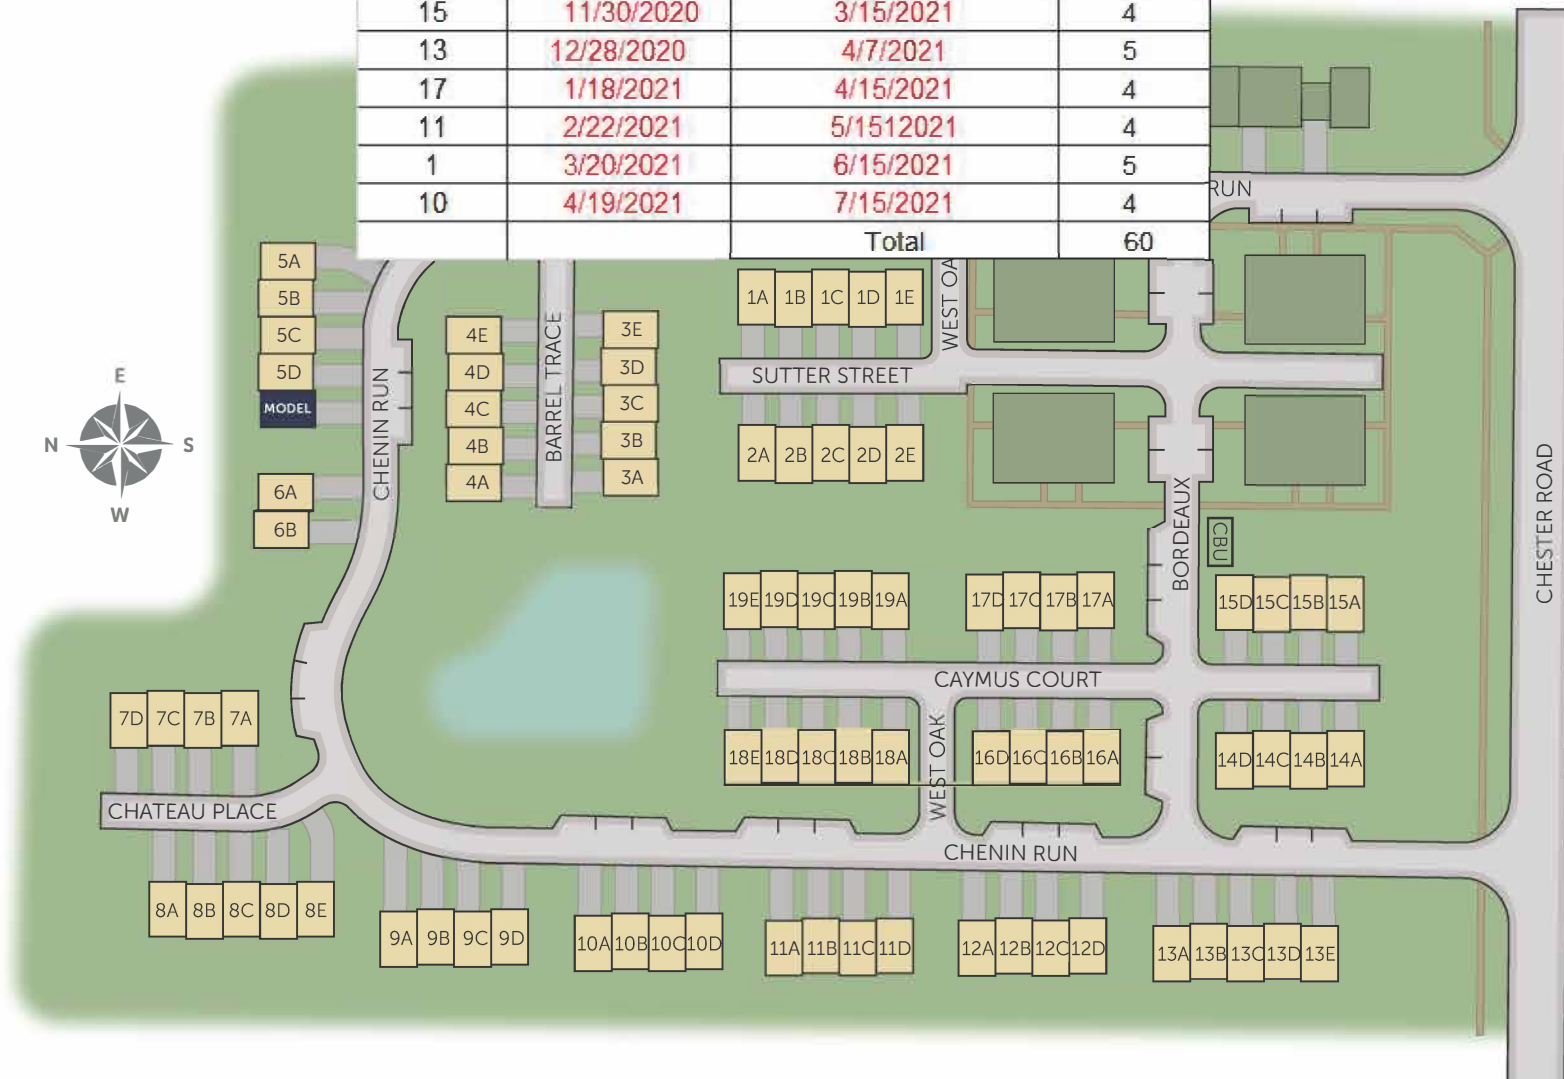 15 11/30/2020 3/15/2021 4
13 12/28/2020 4/7/2021 5
17 1/18/2021 4/15/2021 4
11 2/22/2021 5/1512021 4
1 3/20/2021 6/15/2021 5
10 4/19/2021 7/15/2021 4
Total 60
RUN
5A
5B
5C
5D
MODEL
6A
6B
CHENIN RUN
4E
4D
4C
4B
4A
BARREL TRACE
3E
3D
3C
3B
3A
1A 1B 1C 1D 1E
WEST OA
SUTTER STREET
2A 2B 2C 2D 2E
E
N S
W
BORDEAUX
CBU
CHESTER ROAD
19E 19D 19C 19B 19A
17D 17C 17B 17A
15D 15C 15B 15A
CAYMUS COURT
18E 18D 18C 18B 18A
WEST OAK
16D 16C 16B 16A
14D 14C 14B 14A
7D 7C 7B 7A
CHATEAU PLACE
CHENIN RUN
8A 8B 8C 8D 8E
9A 9B 9C 9D
10A 10B 10C 10D
11A 11B 11C 11D
12A 12B 12C 12D
13A 13B 13C 13D 13E